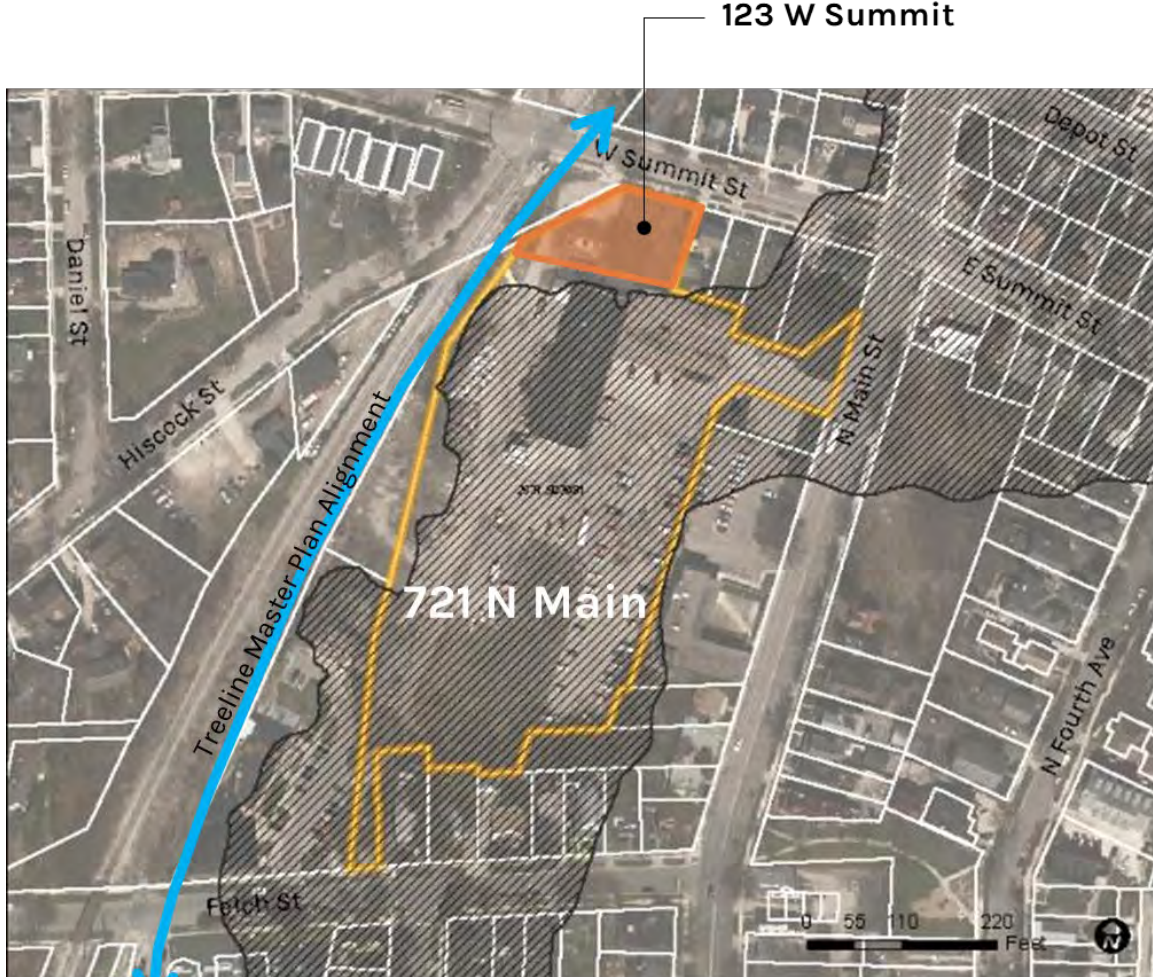 123 W Summit
Depot St
W Summit St
Daniel St
E Summit St
N Main St
Hiscock St
Treeline Master Plan Alignment
721 N Main
N Fourth Ave
Felch St
0 55 110 220
Feet
N